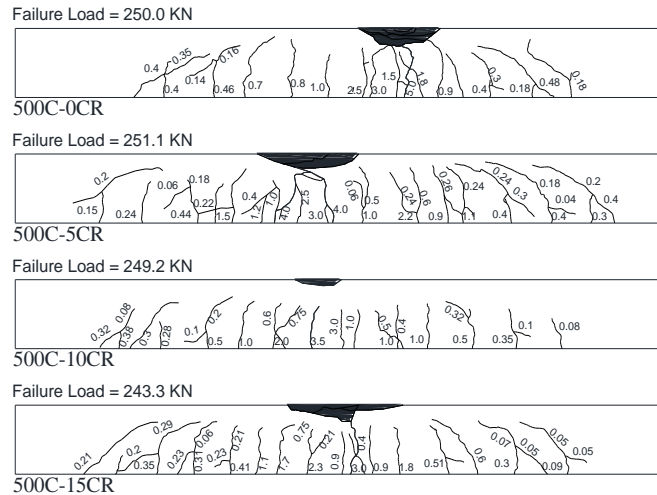 Failure Load = 250.0 KN
0.4 0.35 0.16
0.4 0.14 0.46 0.7 0.8 1.0 2.5 3.0 1.5 5.0 1.8 0.9 0.4 0.3 0.18 0.48 0.18
500C-0CR
Failure Load = 251.1 KN
0.2 0.06 0.18 0.4 1.0 2.5 0.06 0.5 0.24 0.6 0.26 0.24 0.24 0.3 0.18 0.2
0.15 0.24 0.44 0.22 1.5 1.2 4.0 3.0 4.0 1.0 2.2 0.9 1.1 0.4 0.04 0.4 0.4 0.3
500C-5CR
Failure Load = 249.2 KN
0.08 0.2 0.6 0.75 3.0 1.0 0.5 0.4 0.32 0.1 0.08
0.32 0.38 0.3 0.28 0.1 0.5 1.0 2.0 3.5 1.0 1.0 0.5 0.35
500C-10CR
Failure Load = 243.3 KN
0.29 0.06 0.21 0.75 0.21 0.4 0.07 0.05 0.05
0.21 0.2 0.35 0.23 0.31 0.23 0.41 1.1 1.7 2.3 0.9 3.0 0.9 1.8 0.51 0.6 0.3 0.05 0.09
500C-15CR